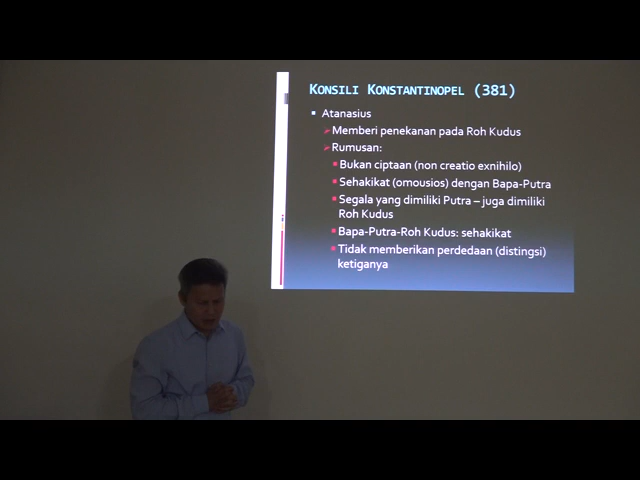 KONSILI KONSTANTINOPEL (381)
Atanasius
Memberi penekanan pada Roh Kudus
Rumusan:
Bukan ciptaan (non creatio exnihilo)
Sehakikat (omousios) dengan Bapa-Putra
Segala yang dimiliki Putra – juga dimiliki
Roh Kudus
Bapa-Putra-Roh Kudus: sehakikat
Tidak memberikan perdedaan (distingsi)
ketiganya